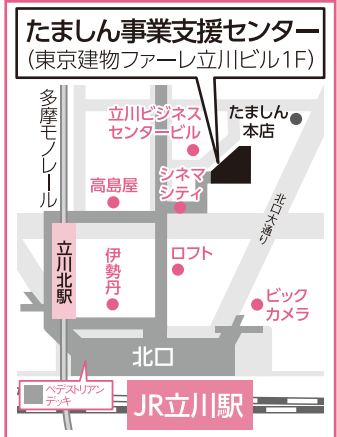 たましん事業支援センター
（東京建物ファーレ立川ビル1F）
多摩モノレール
立川ビジネス
センタービル
たましん
本店
シネマ
シティ
高島屋
北口大通り
立川北駅
伊勢丹
ロフト
ビック
カメラ
北口
ペデストリアン
デッキ
JR立川駅